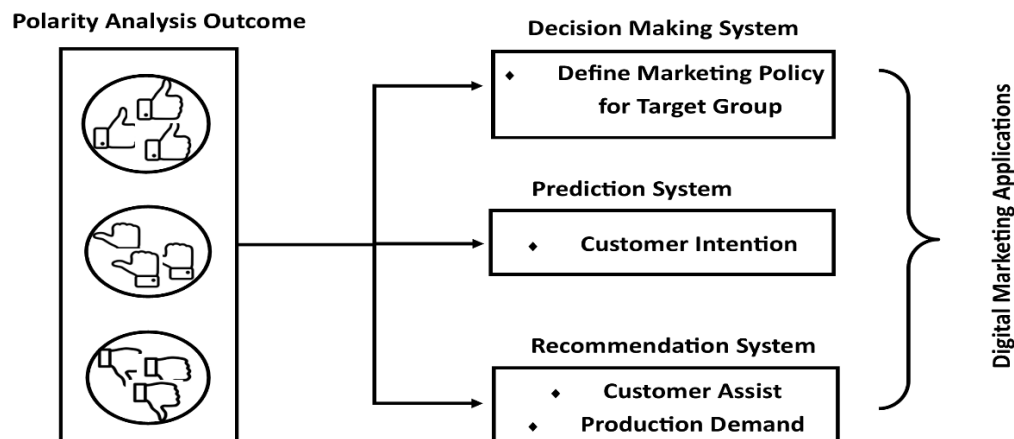 Polarity Analysis Outcome
Decision Making System
⬥ Define Marketing Policy
for Target Group
Prediction System
⬥ Customer Intention
Recommendation System
⬥ Customer Assist
⬥ Production Demand
Digital Marketing Applications